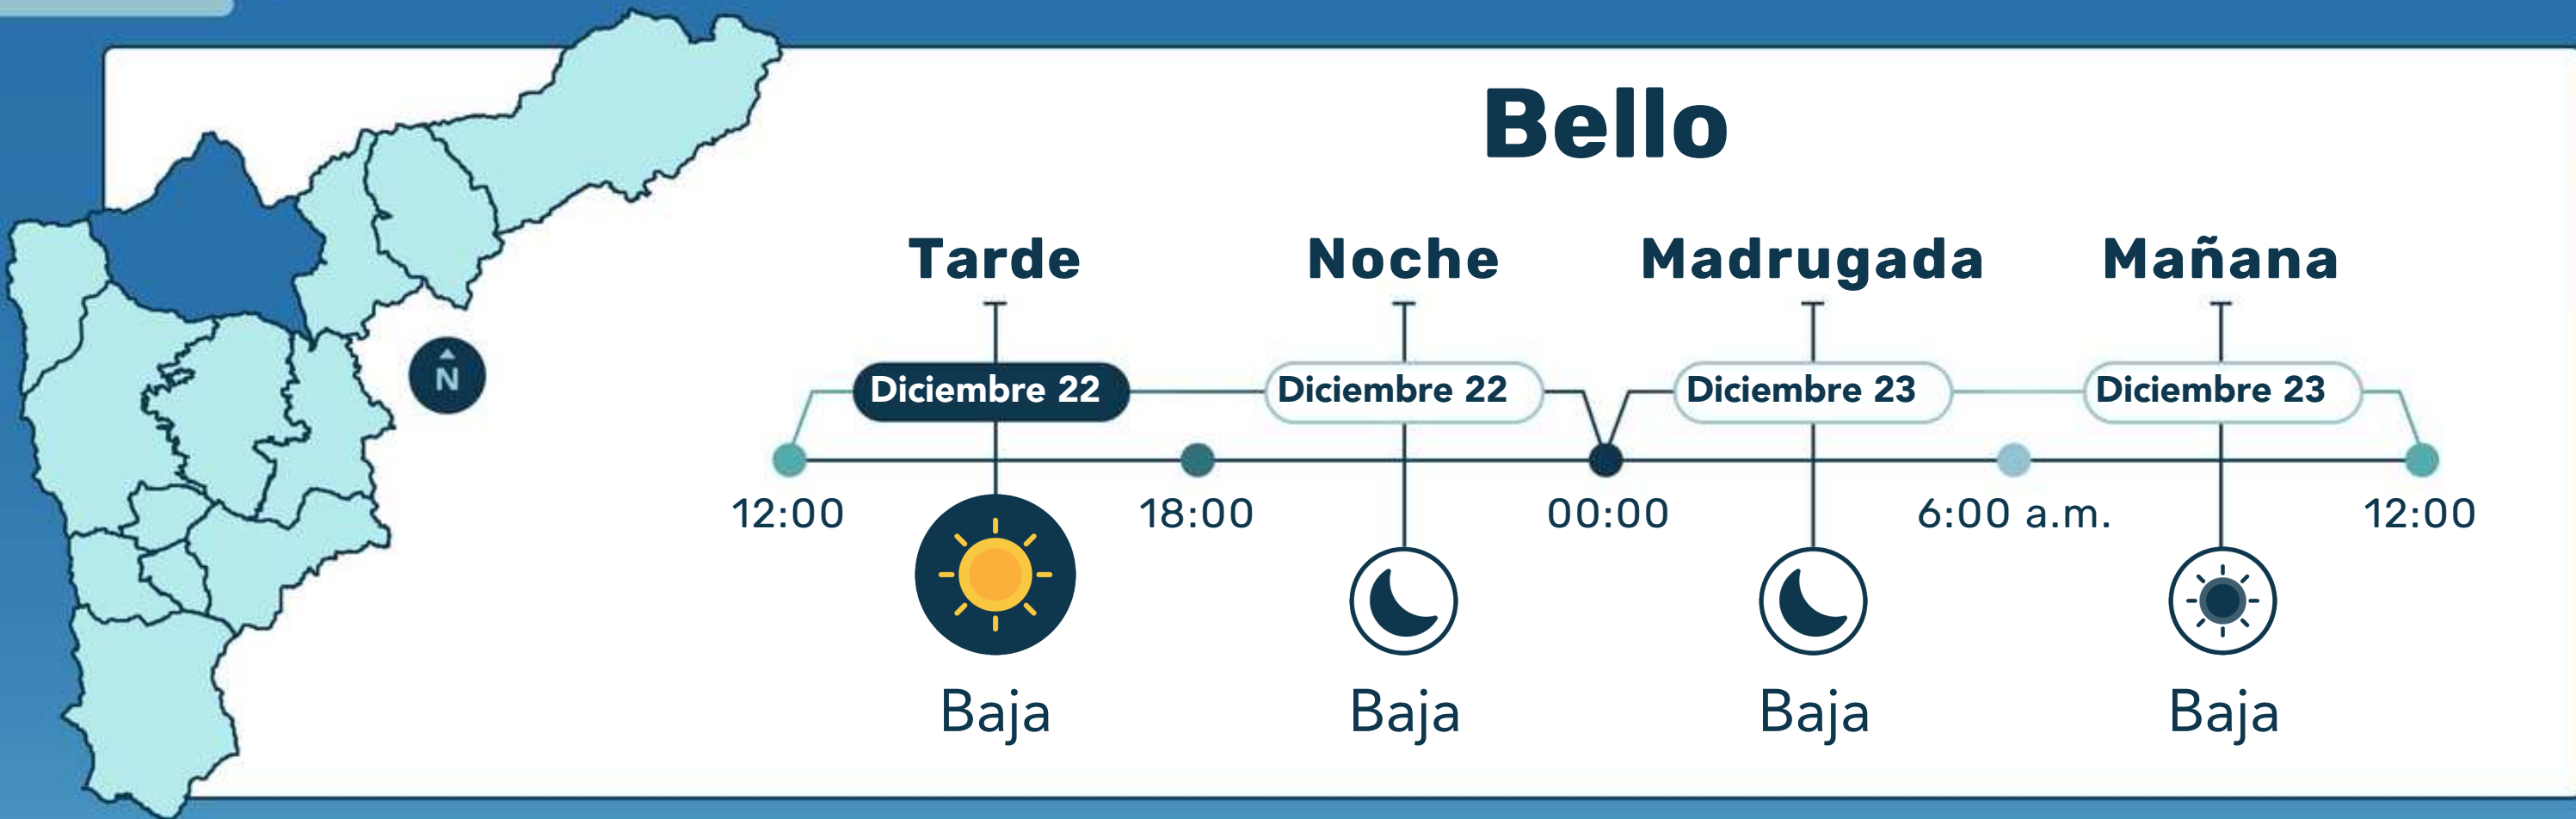 Bello
Tarde Noche Madrugada Mañana
Diciembre 22 Diciembre 22 Diciembre 23 Diciembre 23
N
12:00 18:00 00:00 6:00 a.m. 12:00
Baja Baja Baja Baja